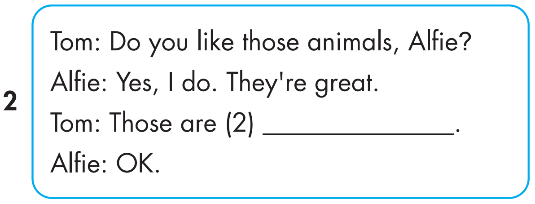 Tom: Do you like those animals, Alfie?
Alfie: Yes, I do. They're great.
2
Tom: Those are (2) _______________.
Alfie: OK.